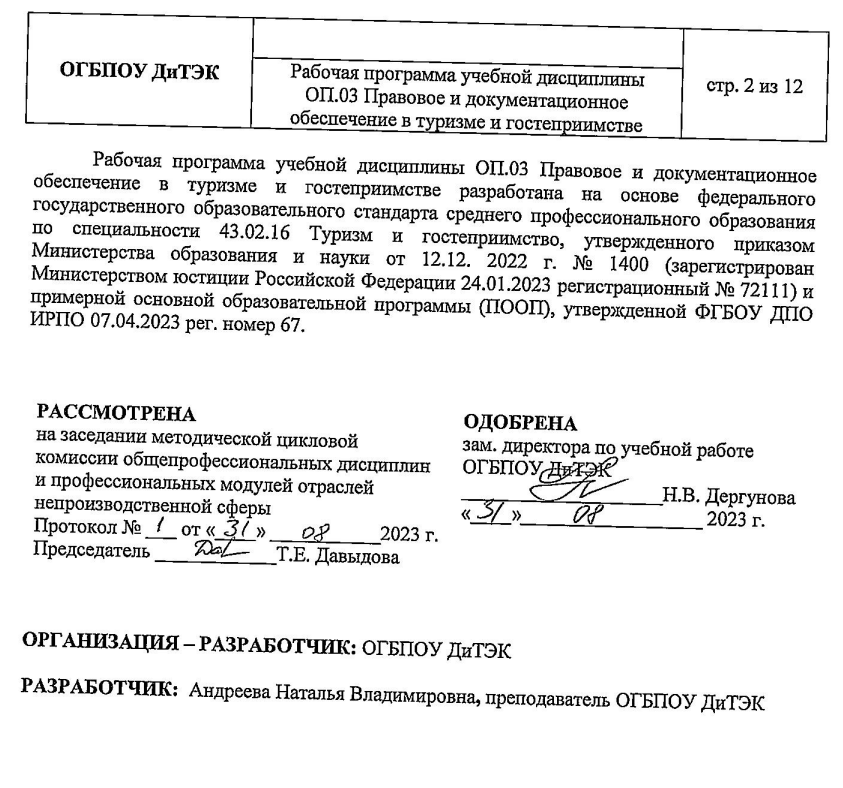 ОГБПОУ ДиТЭК
Рабочая программа учебной дисциплины
ОП.03 Правовое и документационное
обеспечение в туризме и гостеприимстве
стр. 2 из 12
Рабочая программа учебной дисциплины ОП.03 Правовое и документационное
обеспечение в туризме и гостеприимстве разработана на основе федерального
государственного образовательного стандарта среднего профессионального образования
по специальности 43.02.16 Туризм и гостеприимство, утвержденного приказом
Министерства образования и науки от 12.12. 2022 г. № 1400 (зарегистрирован
Министерством юстиции Российской Федерации 24.01.2023 регистрационный № 72111) и
примерной основной образовательной программы (ПООП), утвержденной ФГБОУ ДПО
ИРПО 07.04.2023 рег. номер 67.
РАССМОТРЕНА
на заседании методической цикловой
комиссии общепрофессиональных дисциплин
и профессиональных модулей отраслей
непроизводственной сферы
Протокол № 1 от «31» 08 2023 г.
Председатель Т.Е. Давыдова
ОДОБРЕНА
зам. директора по учебной работе
ОГБПОУ ДиТЭК
Н.В. Дергунова
«31» 08 2023 г.
ОРГАНИЗАЦИЯ – РАЗРАБОТЧИК: ОГБПОУ ДиТЭК
РАЗРАБОТЧИК: Андреева Наталья Владимировна, преподаватель ОГБПОУ ДиТЭК